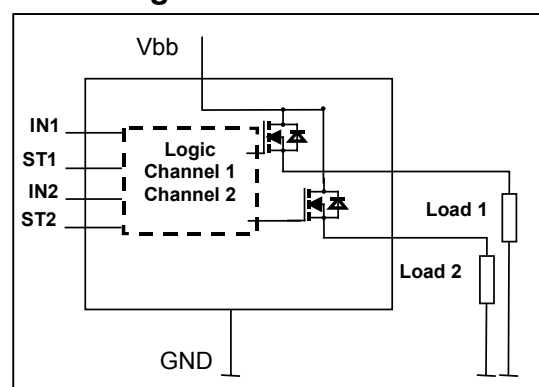 Vbb
IN1
ST1
IN2
ST2
Logic
Channel 1
Channel 2
Load 1
Load 2
GND